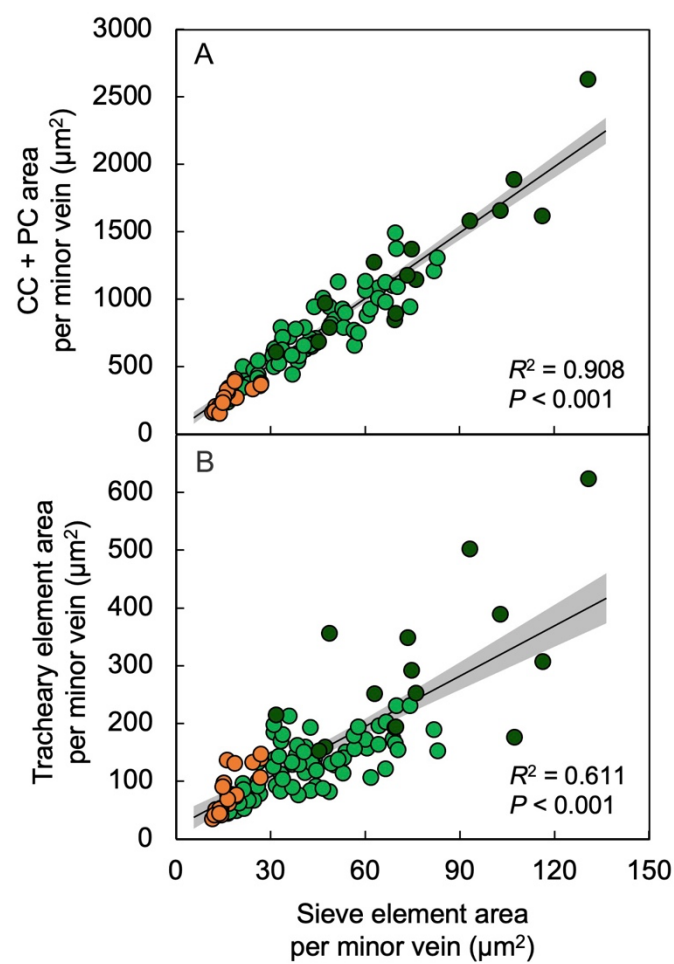 A
3000
2500
2000
1500
1000
500
0
CC + PC area
per minor vein (µm²)
R² = 0.908
P < 0.001
B
600
500
400
300
200
100
0
Tracheary element area
per minor vein (µm²)
R² = 0.611
P < 0.001
0 30 60 90 120 150
Sieve element area
per minor vein (µm²)